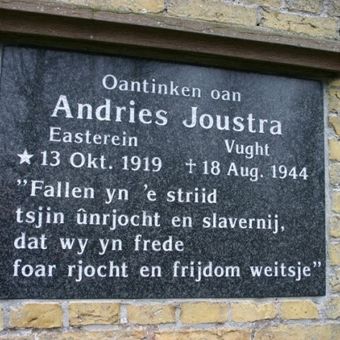 Oantinken oan
Andries Joustra
Easterein Vught
★ 13 Okt. 1919 † 18 Aug. 1944
"Fallen yn 'e striid
tsjin ûnrjocht en slavernij,
dat wy yn frede
foar rjocht en frijdom weitsje"